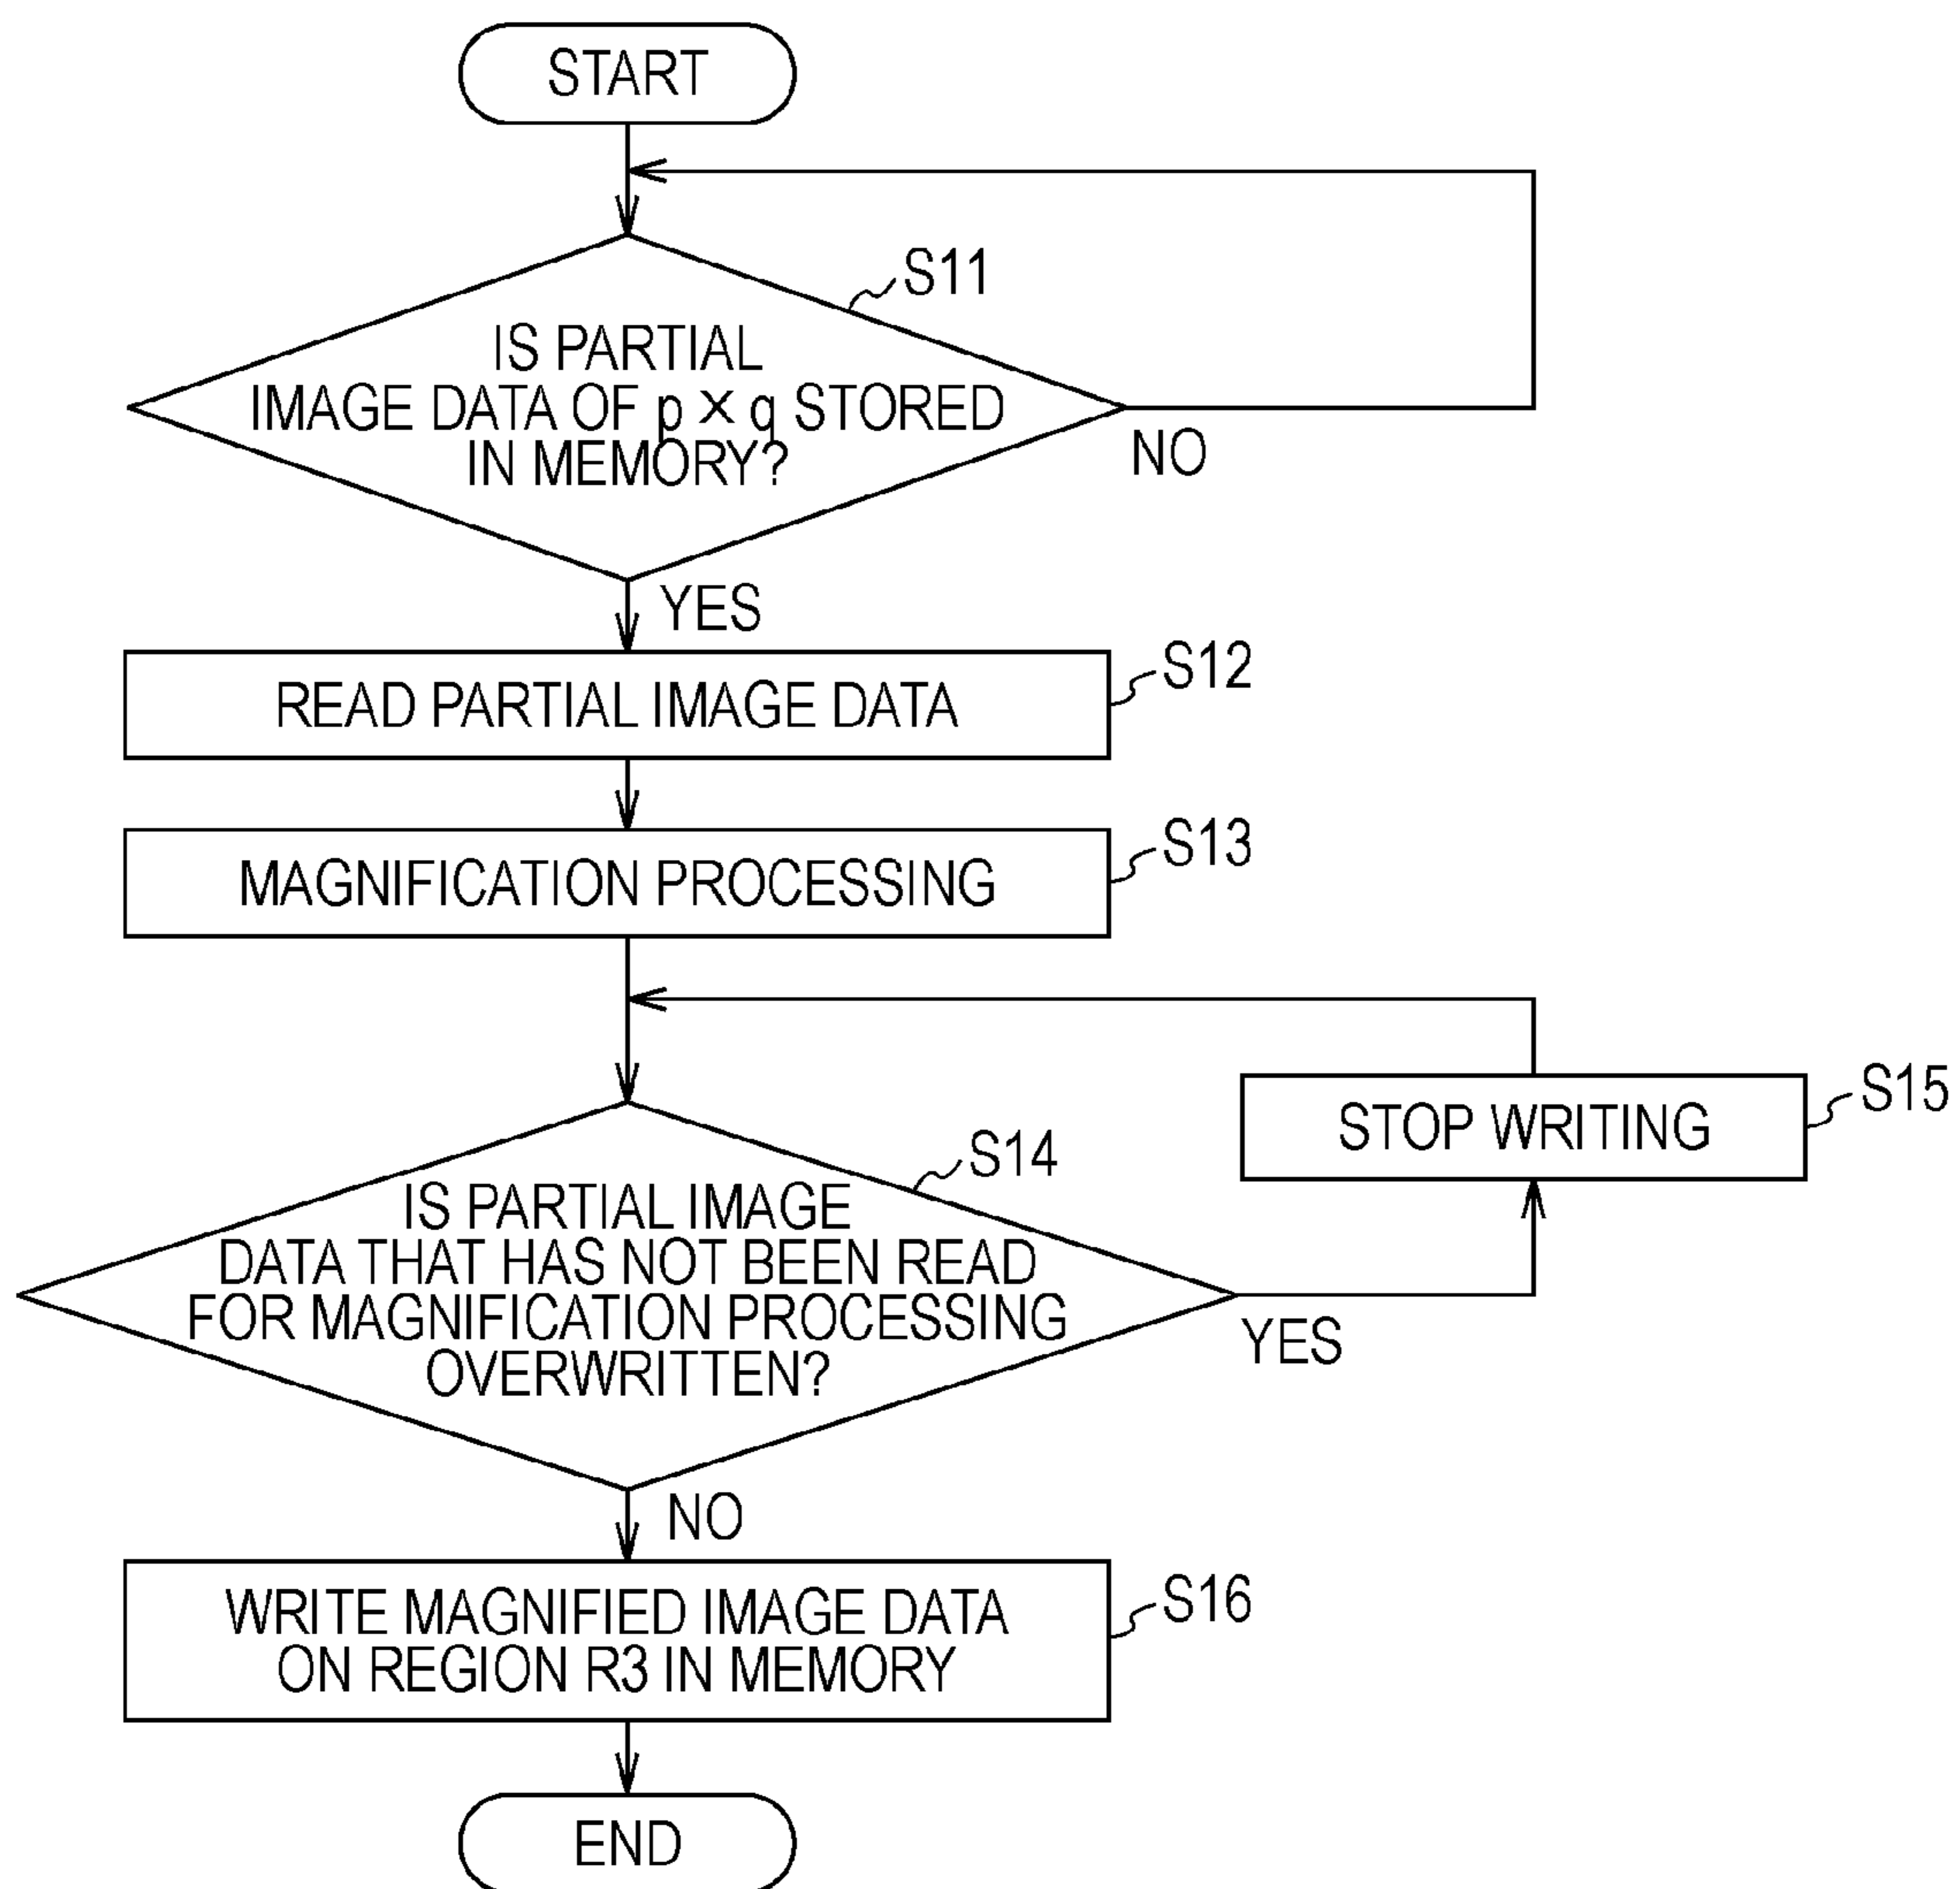 START
S11
IS PARTIAL
IMAGE DATA OF p × q STORED
IN MEMORY?
NO
YES
S12
READ PARTIAL IMAGE DATA
S13
MAGNIFICATION PROCESSING
S15
STOP WRITING
S14
IS PARTIAL IMAGE
DATA THAT HAS NOT BEEN READ
FOR MAGNIFICATION PROCESSING
OVERWRITTEN?
YES
NO
S16
WRITE MAGNIFIED IMAGE DATA
ON REGION R3 IN MEMORY
END